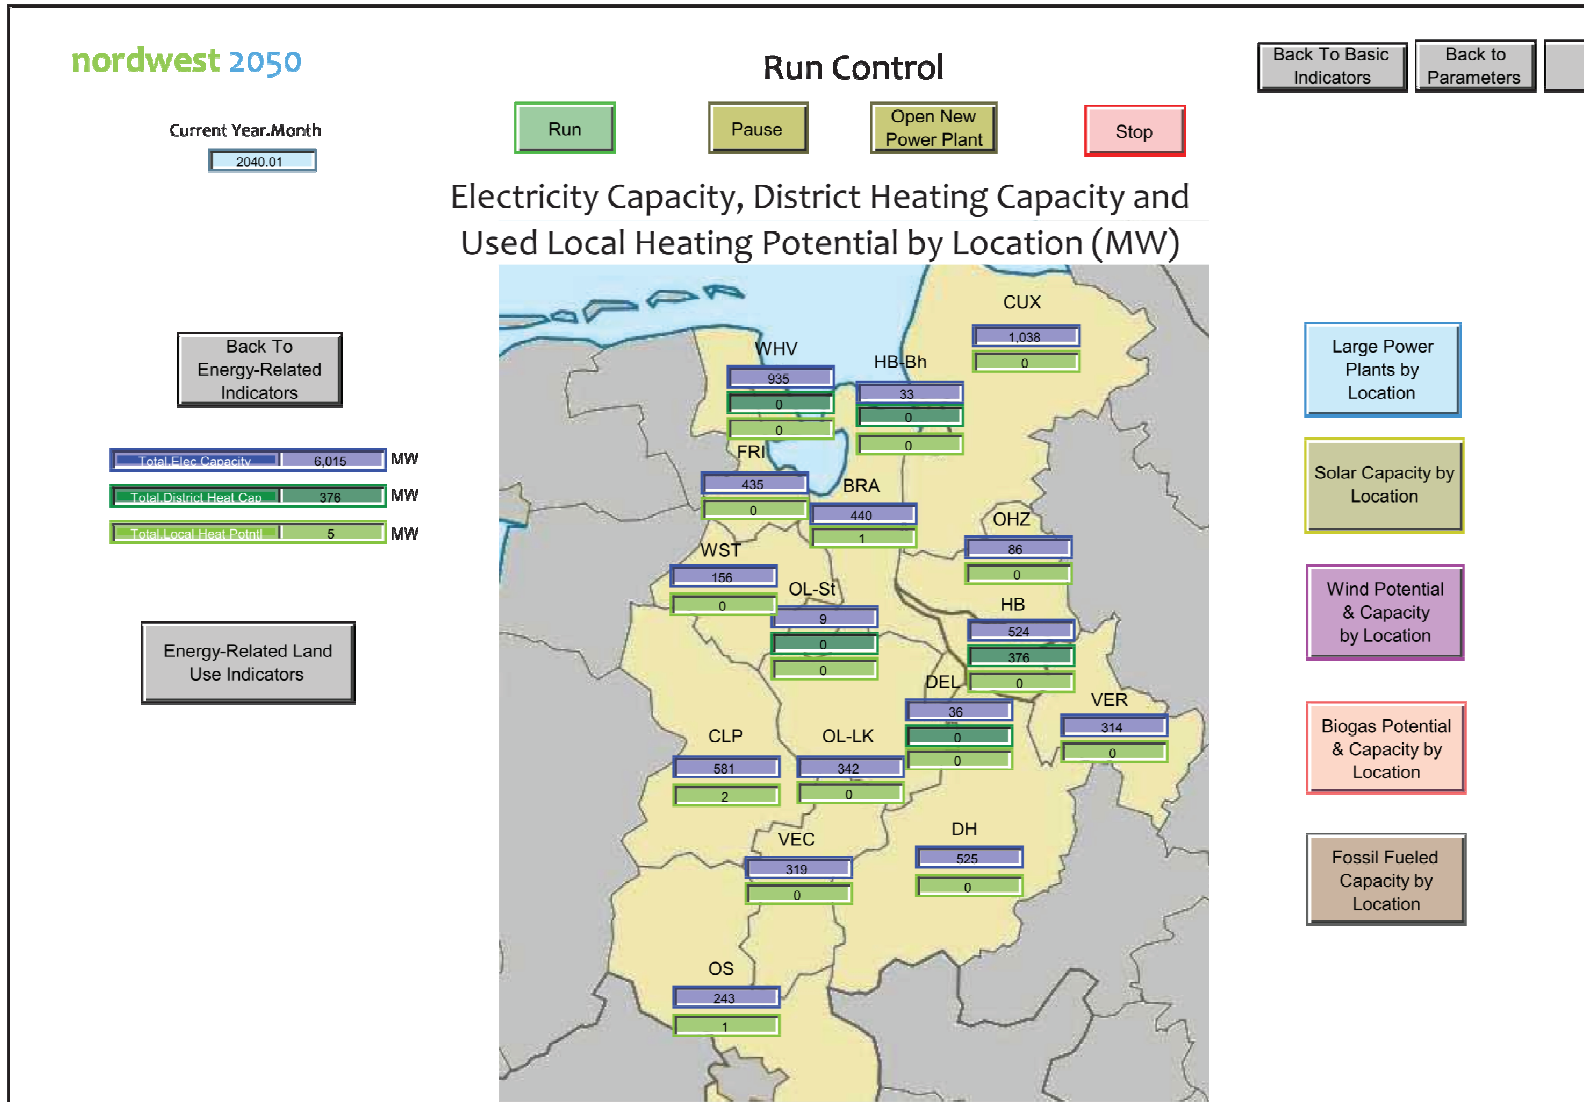 nordwest 2050
Run Control
Back To Basic
Indicators
Back to
Parameters
Current Year.Month
2040.01
Run
Pause
Open New
Power Plant
Stop
Electricity Capacity, District Heating Capacity and
Used Local Heating Potential by Location (MW)
Back To
Energy-Related
Indicators
Total.Elec Capacity 6,015 MW
Total.District Heat Cap 376 MW
Total.Local Heat Potntl 5 MW
Energy-Related Land
Use Indicators
CUX
1,038
0
WHV
935
0
0
HB-Bh
33
0
0
FRI
435
0
BRA
440
1
OHZ
86
0
WST
156
0
OL-St
9
0
0
HB
524
376
0
DEL
36
0
0
VER
314
0
CLP
581
2
OL-LK
342
0
VEC
319
0
DH
525
0
OS
243
1
Large Power
Plants by
Location
Solar Capacity by
Location
Wind Potential
& Capacity
by Location
Biogas Potential
& Capacity by
Location
Fossil Fueled
Capacity by
Location